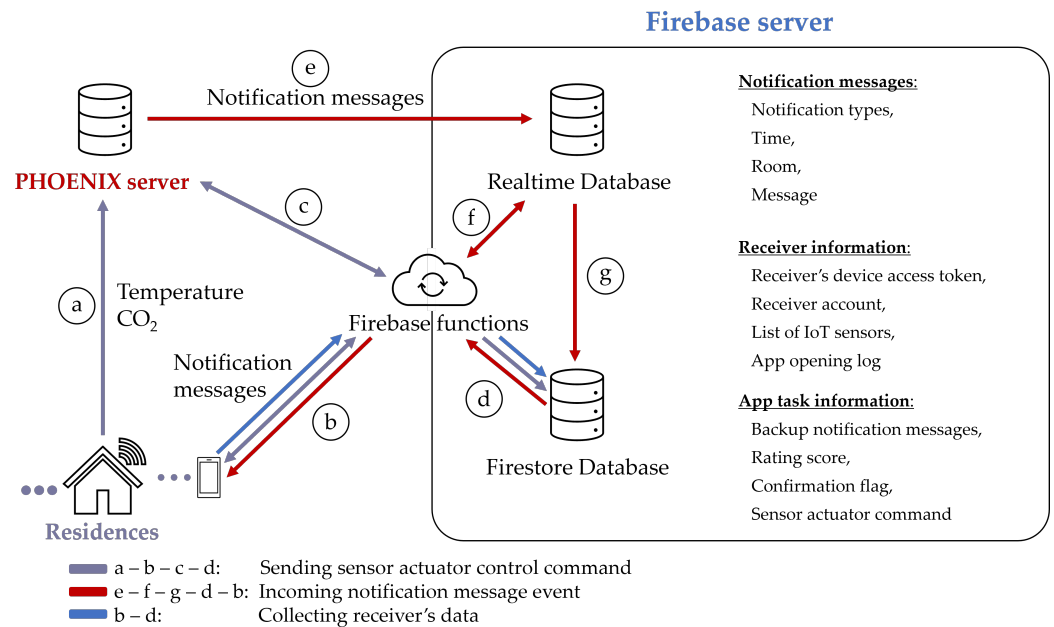 Firebase server
e
Notification messages
PHOENIX server
Realtime Database
c
f
g
a
Temperature
CO₂
Firebase functions
Notification
messages
b
d
Firestore Database
Residences
Notification messages:
Notification types,
Time,
Room,
Message
Receiver information:
Receiver’s device access token,
Receiver account,
List of IoT sensors,
App opening log
App task information:
Backup notification messages,
Rating score,
Confirmation flag,
Sensor actuator command
a – b – c – d: Sending sensor actuator control command
e – f – g – d – b: Incoming notification message event
b – d: Collecting receiver’s data